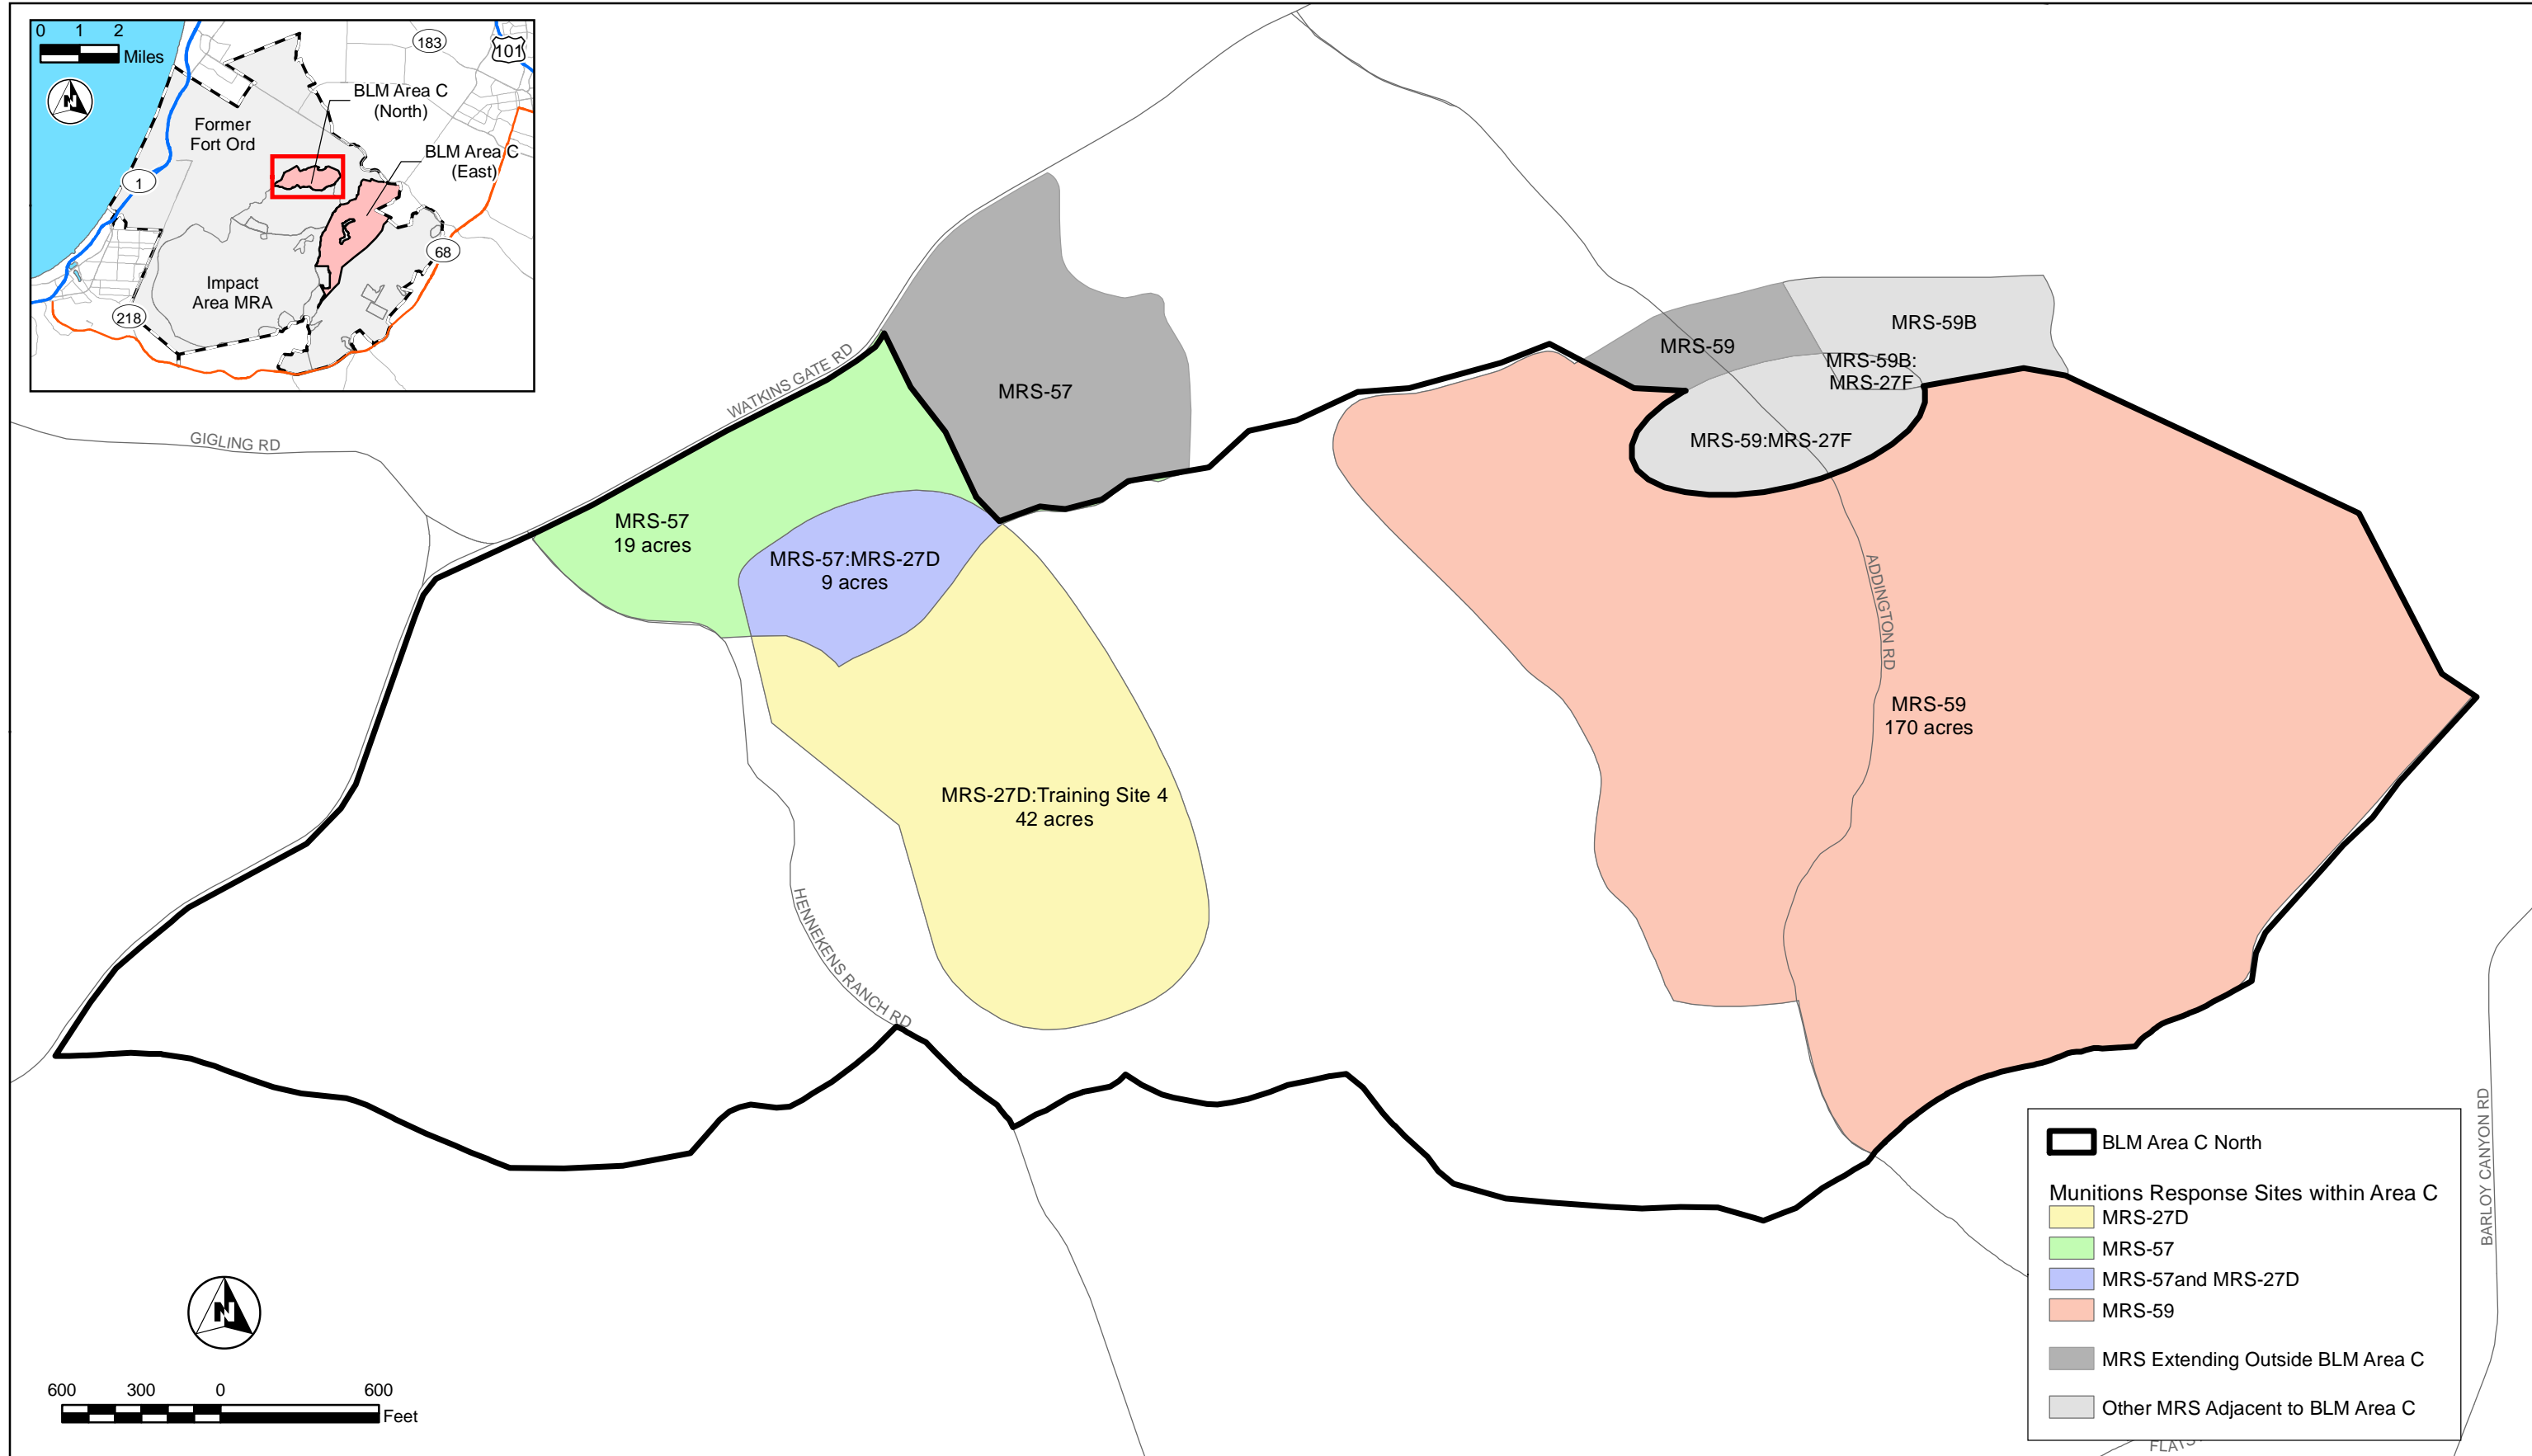 0 1 2
Miles
N
183
101
BLM Area C
(North)
Former
Fort Ord
BLM Area C
(East)
1
68
Impact
Area MRA
218
WATKINS GATE RD
GIGLING RD
MRS-57
MRS-59
MRS-59B
MRS-59B:
MRS-27F
MRS-59:MRS-27F
MRS-57
19 acres
MRS-57:MRS-27D
9 acres
ADDINGTON RD
MRS-59
170 acres
MRS-27D:Training Site 4
42 acres
HENNEKENS RANCH RD
BARLOY CANYON RD
BLM Area C North
Munitions Response Sites within Area C
MRS-27D
MRS-57
MRS-57and MRS-27D
MRS-59
MRS Extending Outside BLM Area C
Other MRS Adjacent to BLM Area C
N
600 300 0 600
Feet